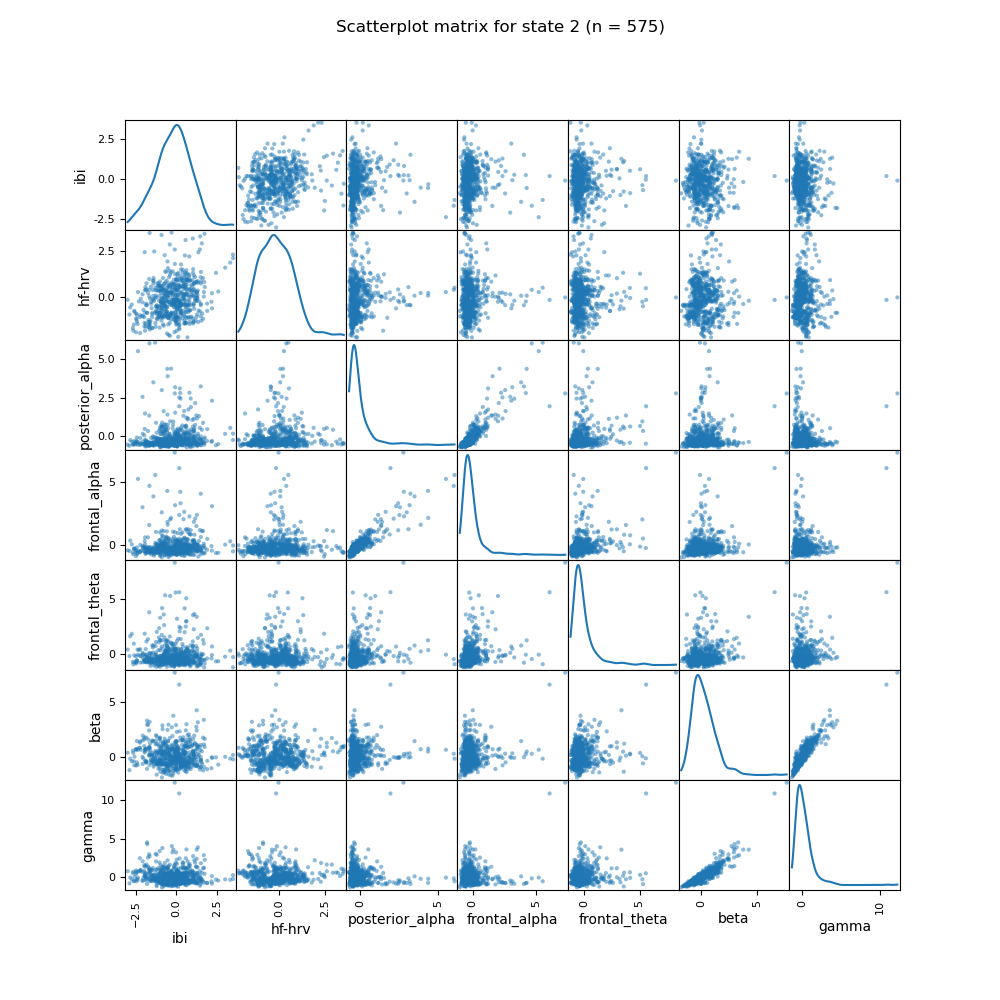 Scatterplot matrix for state 2 (n = 575)
ibi
2.5
0.0
−2.5
hf-hrv
2.5
0.0
posterior_alpha
5.0
2.5
0.0
frontal_alpha
5
0
frontal_theta
5
0
beta
5
0
gamma
10
5
0
−2.5 0.0 2.5 0.0 2.5 0 5 0 5 0 5 0 5 0 10
ibi hf-hrv posterior_alpha frontal_alpha frontal_theta beta gamma